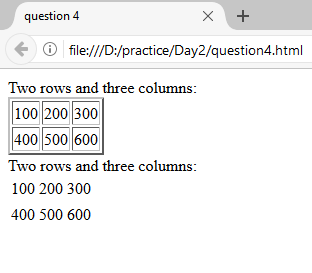 question 4
file:///D:/practice/Day2/question4.html
Two rows and three columns:
100 200 300
400 500 600
Two rows and three columns:
100 200 300
400 500 600